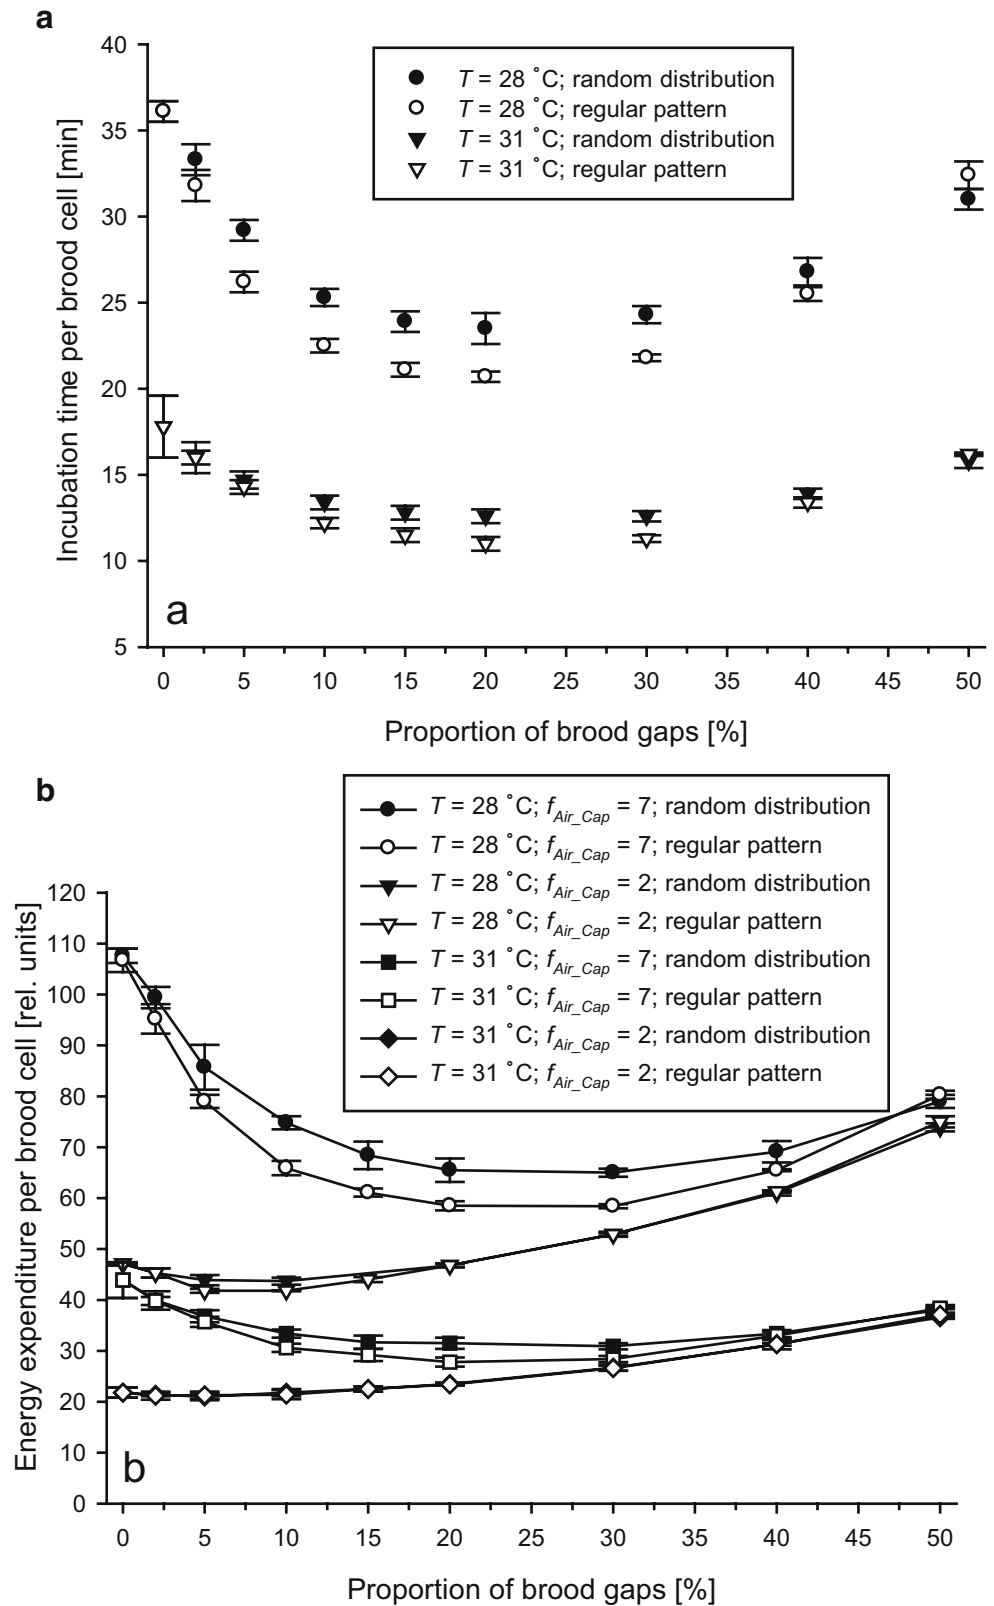 a
40
35
30
25
20
15
10
5
Incubation time per brood cell [min]
T = 28 ˚C; random distribution
T = 28 ˚C; regular pattern
T = 31 ˚C; random distribution
T = 31 ˚C; regular pattern
a
0 5 10 15 20 25 30 35 40 45 50
Proportion of brood gaps [%]
b
T = 28 ˚C; fAir_Cap = 7; random distribution
T = 28 ˚C; fAir_Cap = 7; regular pattern
T = 28 ˚C; fAir_Cap = 2; random distribution
T = 28 ˚C; fAir_Cap = 2; regular pattern
T = 31 ˚C; fAir_Cap = 7; random distribution
T = 31 ˚C; fAir_Cap = 7; regular pattern
T = 31 ˚C; fAir_Cap = 2; random distribution
T = 31 ˚C; fAir_Cap = 2; regular pattern
120
110
100
90
80
70
60
50
40
30
20
10
0
Energy expenditure per brood cell [rel. units]
b
0 5 10 15 20 25 30 35 40 45 50
Proportion of brood gaps [%]